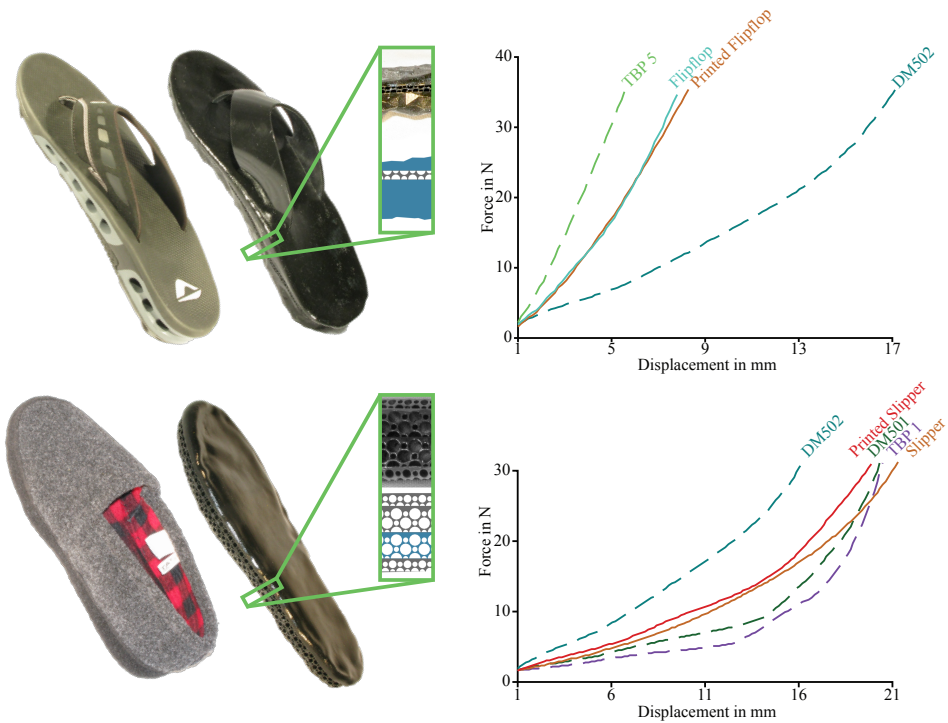 TBP 5
Flipflop
Printed Flipflop
DM502
Force in N
40
30
20
10
0
1
5
9
13
17
Displacement in mm
DM502
Printed Slipper
DM501
TBP 1
Slipper
Force in N
30
20
10
0
1
6
11
16
21
Displacement in mm